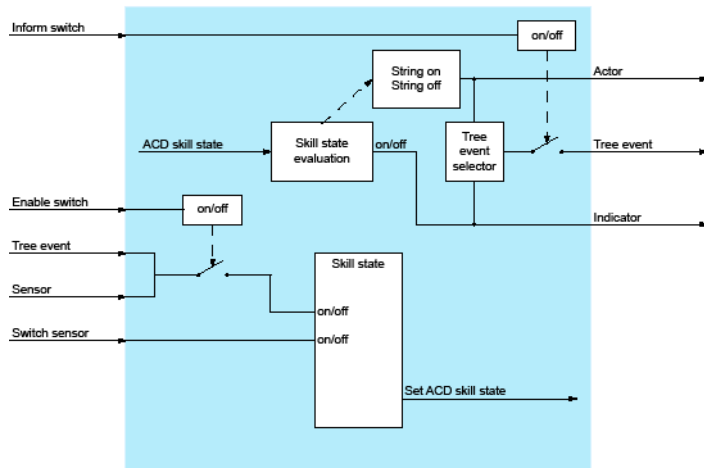 Inform switch
on/off
String on
String off
Actor
ACD skill state
Skill state
evaluation
on/off
Tree
event
selector
Tree event
Enable switch
on/off
Indicator
Tree event
Skill state
Sensor
on/off
Switch sensor
on/off
Set ACD skill state